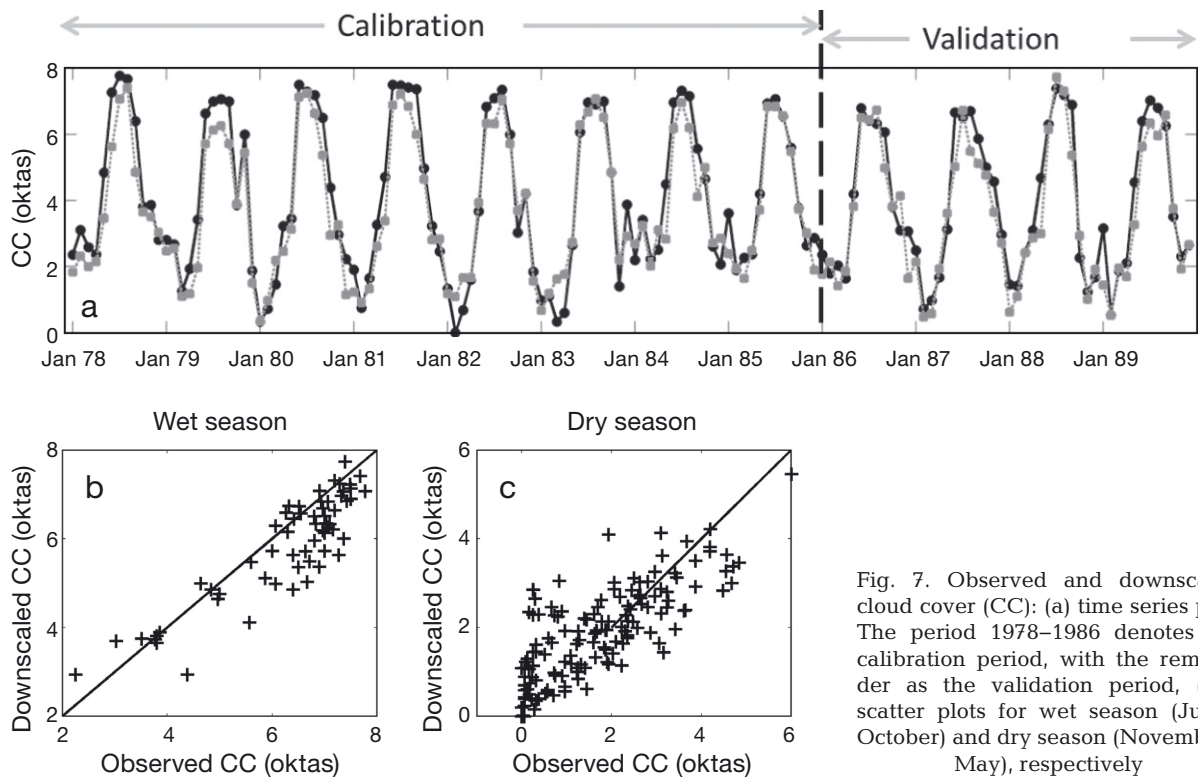 Calibration
Validation
8
6
4
2
0
CC (oktas)
a
Jan 78 Jan 79 Jan 80 Jan 81 Jan 82 Jan 83 Jan 84 Jan 85 Jan 86 Jan 87 Jan 88 Jan 89
Wet season
8
6
4
2
Downscaled CC (oktas)
b
2 4 6 8
Observed CC (oktas)
Dry season
6
4
2
0
Downscaled CC (oktas)
c
0 2 4 6
Observed CC (oktas)
Fig. 7. Observed and downsca
cloud cover (CC): (a) time series p
The period 1978–1986 denotes
calibration period, with the rem
der as the validation period, (
scatter plots for wet season (Ju
October) and dry season (Novemb
May), respectively